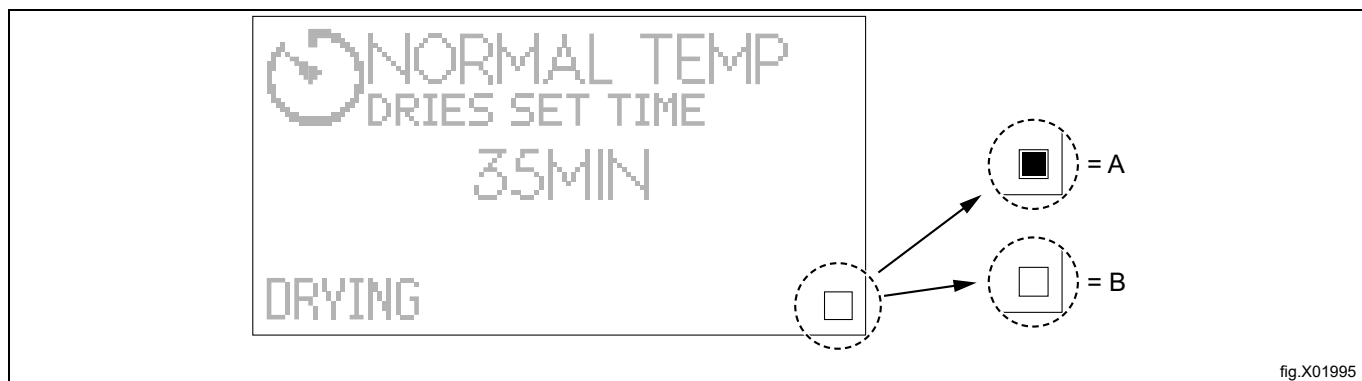 NORMAL TEMP
DRIES SET TIME
35MIN
DRYING
= A
= B
fig.X01995